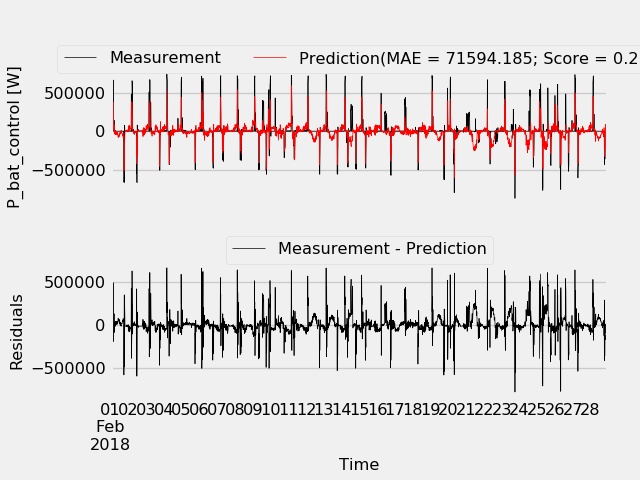 Measurement Prediction(MAE = 71594.185; Score = 0.2
P_bat_control [W]
500000
0
−500000
Measurement - Prediction
Residuals
500000
0
−500000
01020304050607080910111213141516171819202122232425262728
Feb
2018
Time